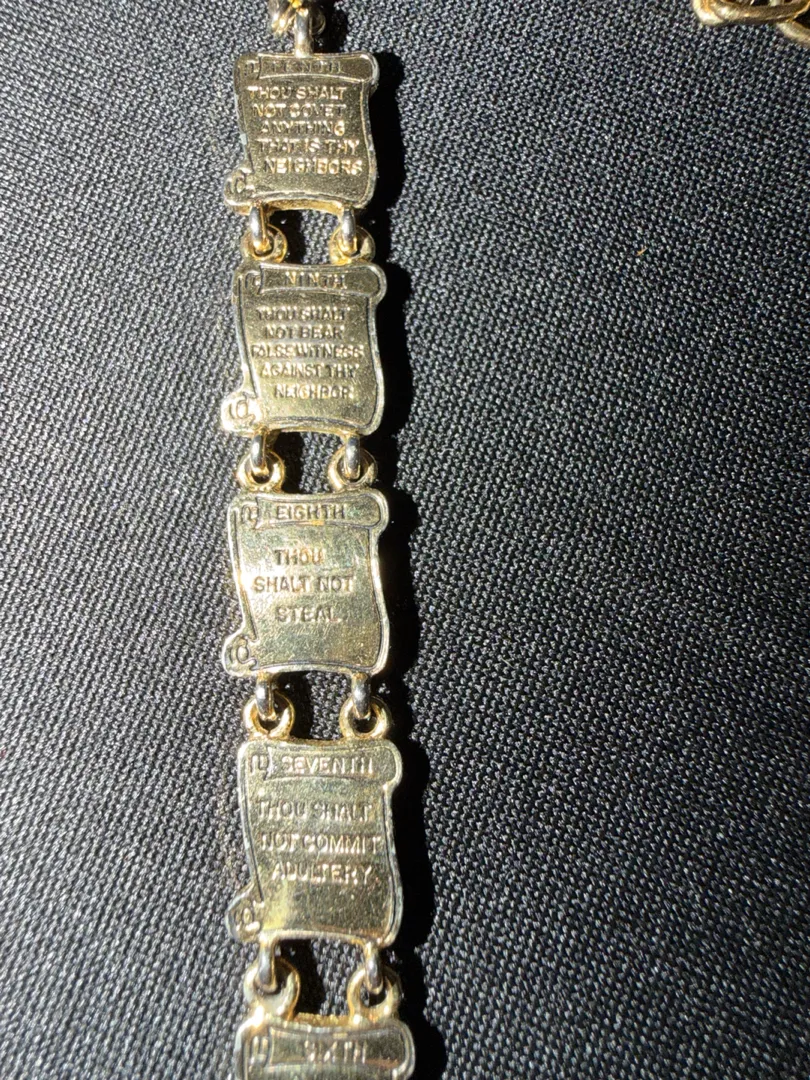 TENTH
THOU SHALT
NOT COVET
ANYTHING
THAT IS THY
NEIGHBORS
NINTH
THOU SHALT
NOT BEAR
FALSE WITNESS
AGAINST THY
NEIGHBOR
EIGHTH
THOU
SHALT NOT
STEAL
SEVENTH
THOU SHALT
NOT COMMIT
ADULTERY
SIXTH